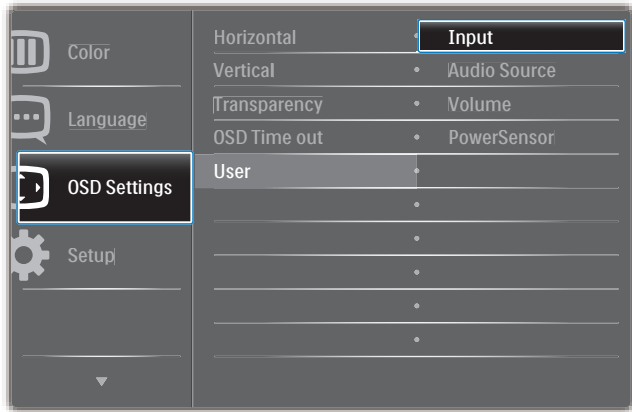 Color
Language
OSD Settings
Setup
Horizontal
Vertical
Transparency
OSD Time out
User
Input
Audio Source
Volume
PowerSensor